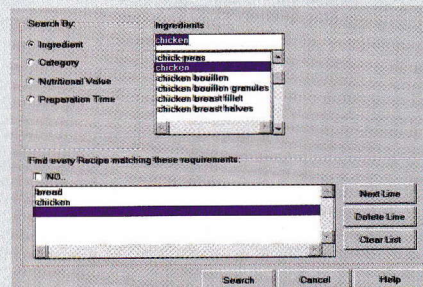 Search By:
Ingredient
Category
Nutritional Value
Preparation Time
Ingredients
chicken
chick-peas
chicken
chicken bouillon
chicken bouillon granules
chicken breast fillet
chicken breast halves
Find every Recipe matching these requirements:
NO..
bread
chicken
Next Line
Delete Line
Clear List
Search
Cancel
Help